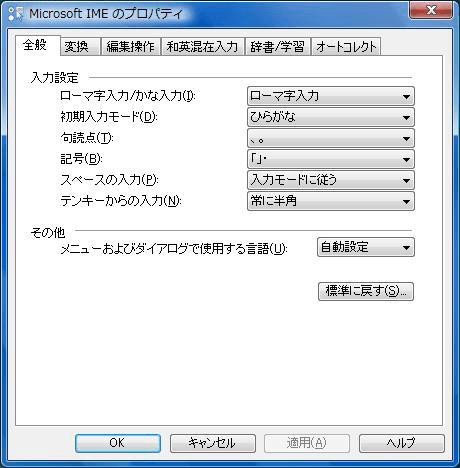 Microsoft IME のプロパティ
全般 変換 編集操作 和英混在入力 辞書/学習 オートコレクト
入力設定
ローマ字入力/かな入力(I): ローマ字入力
初期入力モード(D): ひらがな
句読点(T): 、。
記号(B): 「」・
スペースの入力(P): 入力モードに従う
テンキーからの入力(N): 常に半角
その他
メニューおよびダイアログで使用する言語(U): 自動設定
標準に戻す(S)...
OK キャンセル 適用(A) ヘルプ